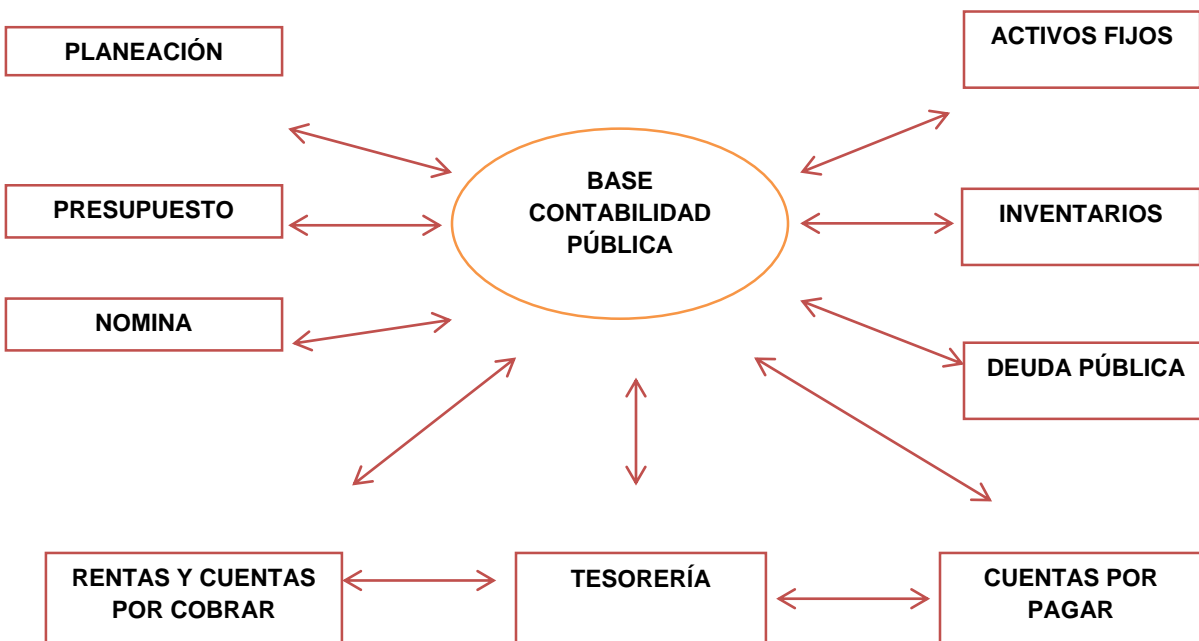 PLANEACIÓN
ACTIVOS FIJOS
BASE
CONTABILIDAD
PÚBLICA
PRESUPUESTO
INVENTARIOS
NOMINA
DEUDA PÚBLICA
RENTAS Y CUENTAS
POR COBRAR
TESORERÍA
CUENTAS POR
PAGAR